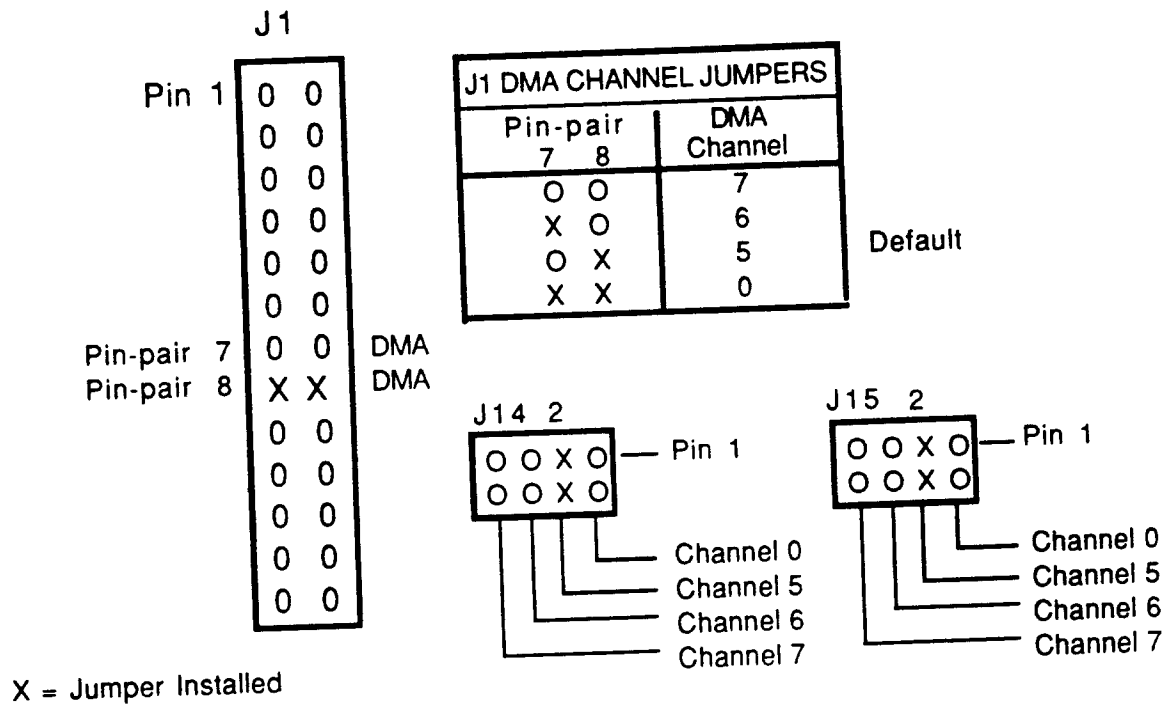 J1
Pin 1 0 0
0 0
0 0
0 0
0 0
0 0
Pin-pair 7 0 0 DMA
Pin-pair 8 X X DMA
0 0
0 0
0 0
0 0
0 0
X = Jumper Installed
J1 DMA CHANNEL JUMPERS
Pin-pair DMA
7 8 Channel
O O 7
X O 6
O X 5 Default
X X 0
J14 2
O O X O Pin 1
O O X O
Channel 0
Channel 5
Channel 6
Channel 7
J15 2
O O X O Pin 1
O O X O
Channel 0
Channel 5
Channel 6
Channel 7